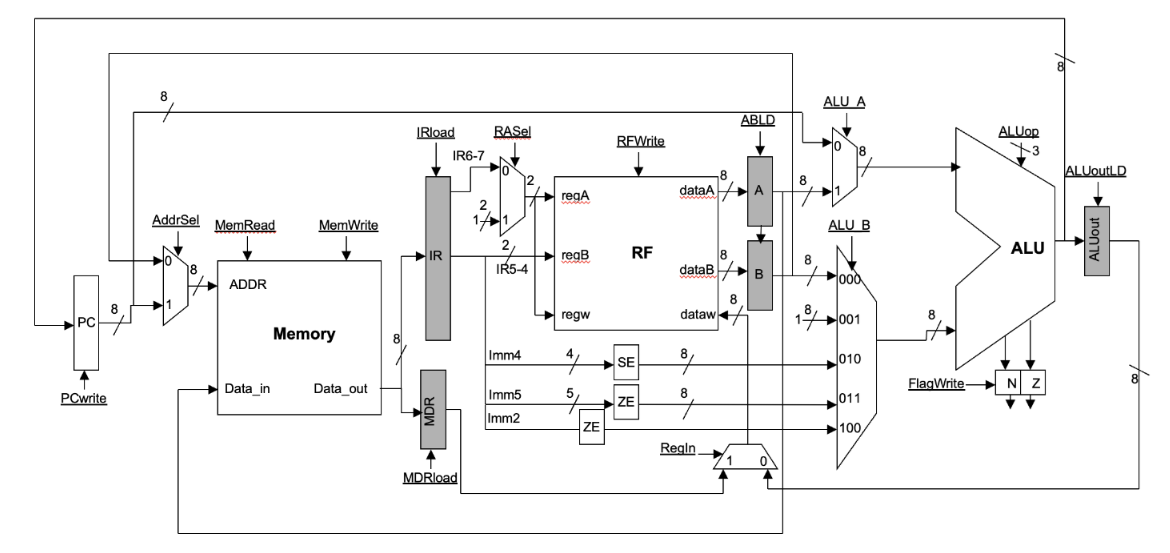 8
8
ALU_A
ABLD
ALUop
3
IRload
RASel
RFWrite
ALUoutLD
IR6-7
0
0
8
8
2
8
A
8
1
regA
dataA
2
1
1
AddrSel
MemRead
MemWrite
ALU_B
ALU
ALUout
IR
2
RF
0
regB
IR5-4
dataB
8
B
8
000
8
ADDR
PC
8
1
Memory
regw
dataw
8
1
8
001
8
8
Imm4
4
SE
8
010
PCwrite
Data_in
Data_out
MDR
Imm5
5
ZE
8
011
FlagWrite
N
Z
8
Imm2
ZE
100
RegIn
1
0
MDRload